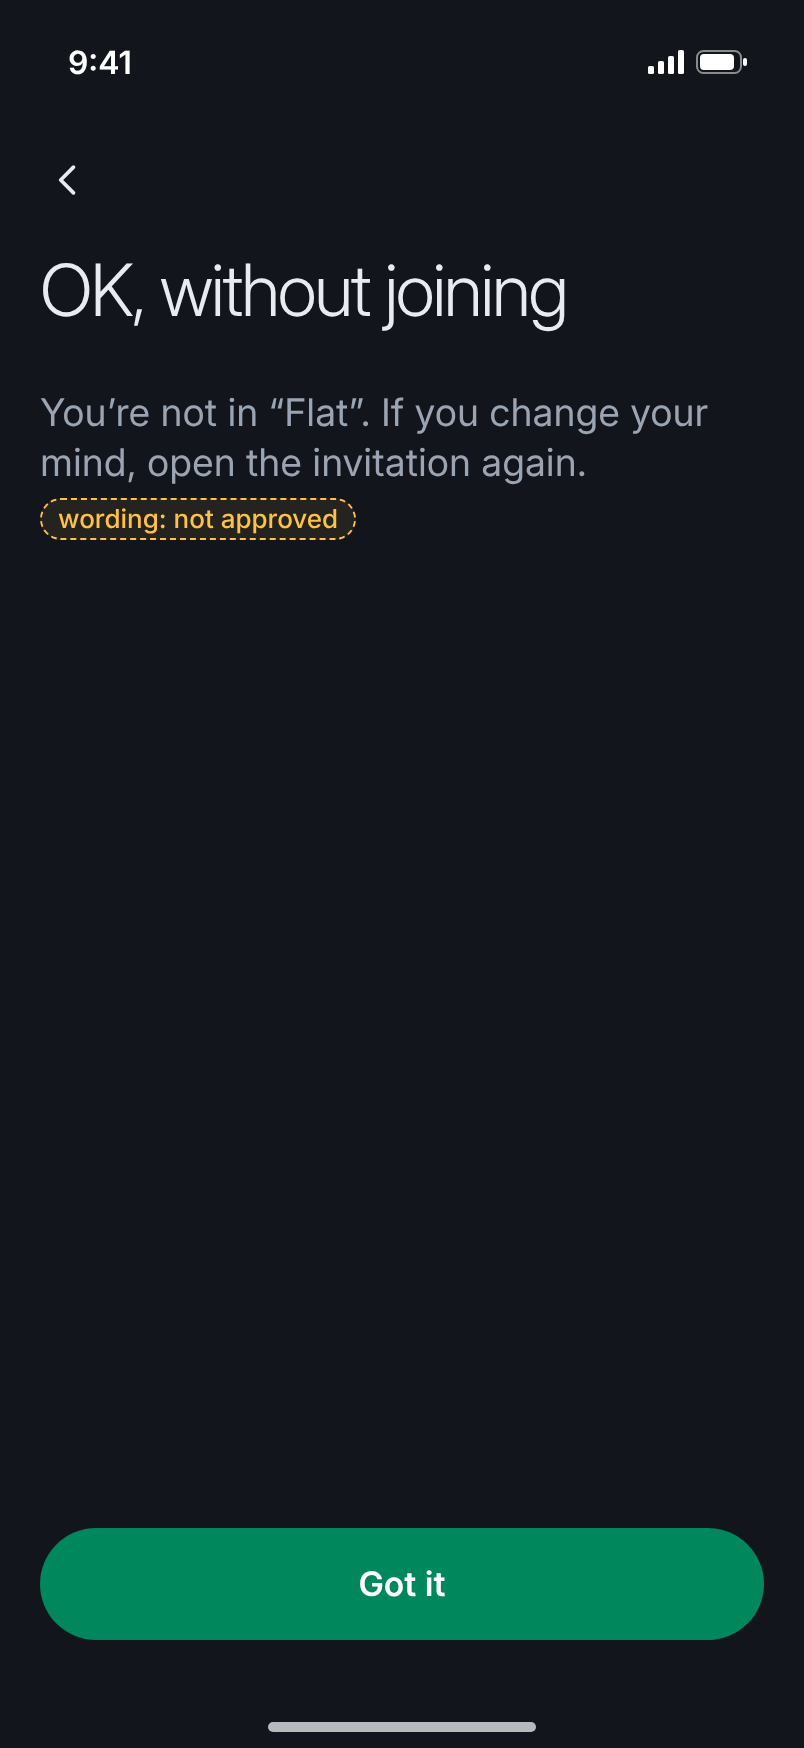 9:41
OK, without joining
You’re not in “Flat”. If you change your
mind, open the invitation again.
wording: not approved
Got it